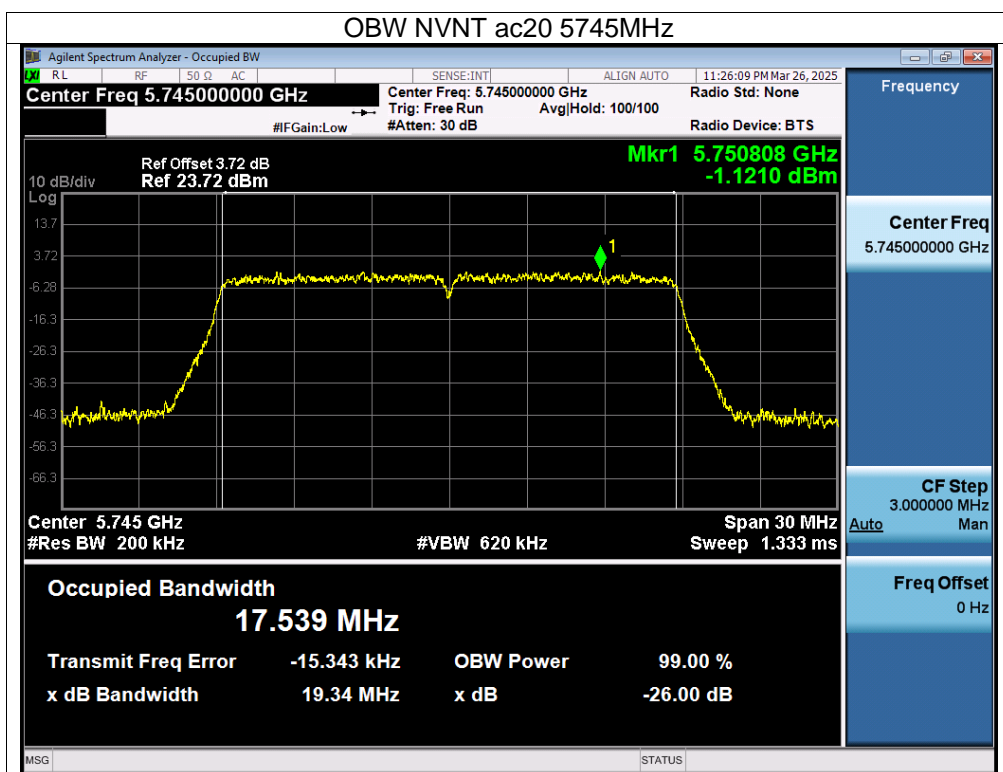 OBW NVNT ac20 5745MHz
Agilent Spectrum Analyzer - Occupied BW
LXI RL RF 50 Ω AC SENSE:INT ALIGN AUTO 11:26:09 PM Mar 26, 2025
Center Freq 5.745000000 GHz
Center Freq: 5.745000000 GHz
Radio Std: None
Trig: Free Run Avg|Hold: 100/100
#IFGain:Low #Atten: 30 dB Radio Device: BTS
Frequency
Ref Offset 3.72 dB
10 dB/div Ref 23.72 dBm
Log
Mkr1 5.750808 GHz
-1.1210 dBm
13.7
3.72
-6.28
-16.3
-26.3
-36.3
-46.3
-56.3
-66.3
1
Center 5.745 GHz Span 30 MHz
#Res BW 200 kHz #VBW 620 kHz Sweep 1.333 ms
Center Freq
5.745000000 GHz
CF Step
3.000000 MHz
Auto Man
Freq Offset
0 Hz
Occupied Bandwidth
17.539 MHz
Transmit Freq Error -15.343 kHz OBW Power 99.00 %
x dB Bandwidth 19.34 MHz x dB -26.00 dB
MSG STATUS